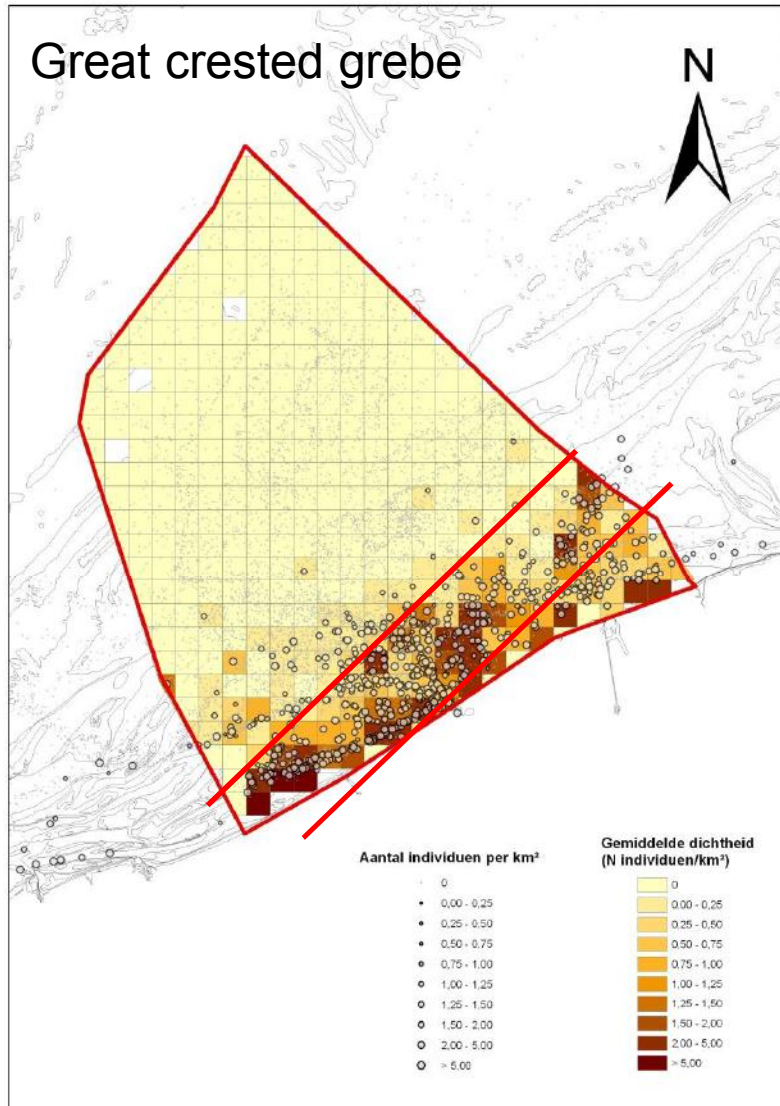 Great crested grebe
N
Aantal individuen per km²
0
0,00 - 0,25
0,25 - 0,50
0,50 - 0,75
0,75 - 1,00
1,00 - 1,25
1,25 - 1,50
1,50 - 2,00
2,00 - 5,00
> 5,00
Gemiddelde dichtheid
(N individuen/km²)
0
0,00 - 0,25
0,25 - 0,50
0,50 - 0,75
0,75 - 1,00
1,00 - 1,25
1,25 - 1,50
1,50 - 2,00
2,00 - 5,00
> 5,00